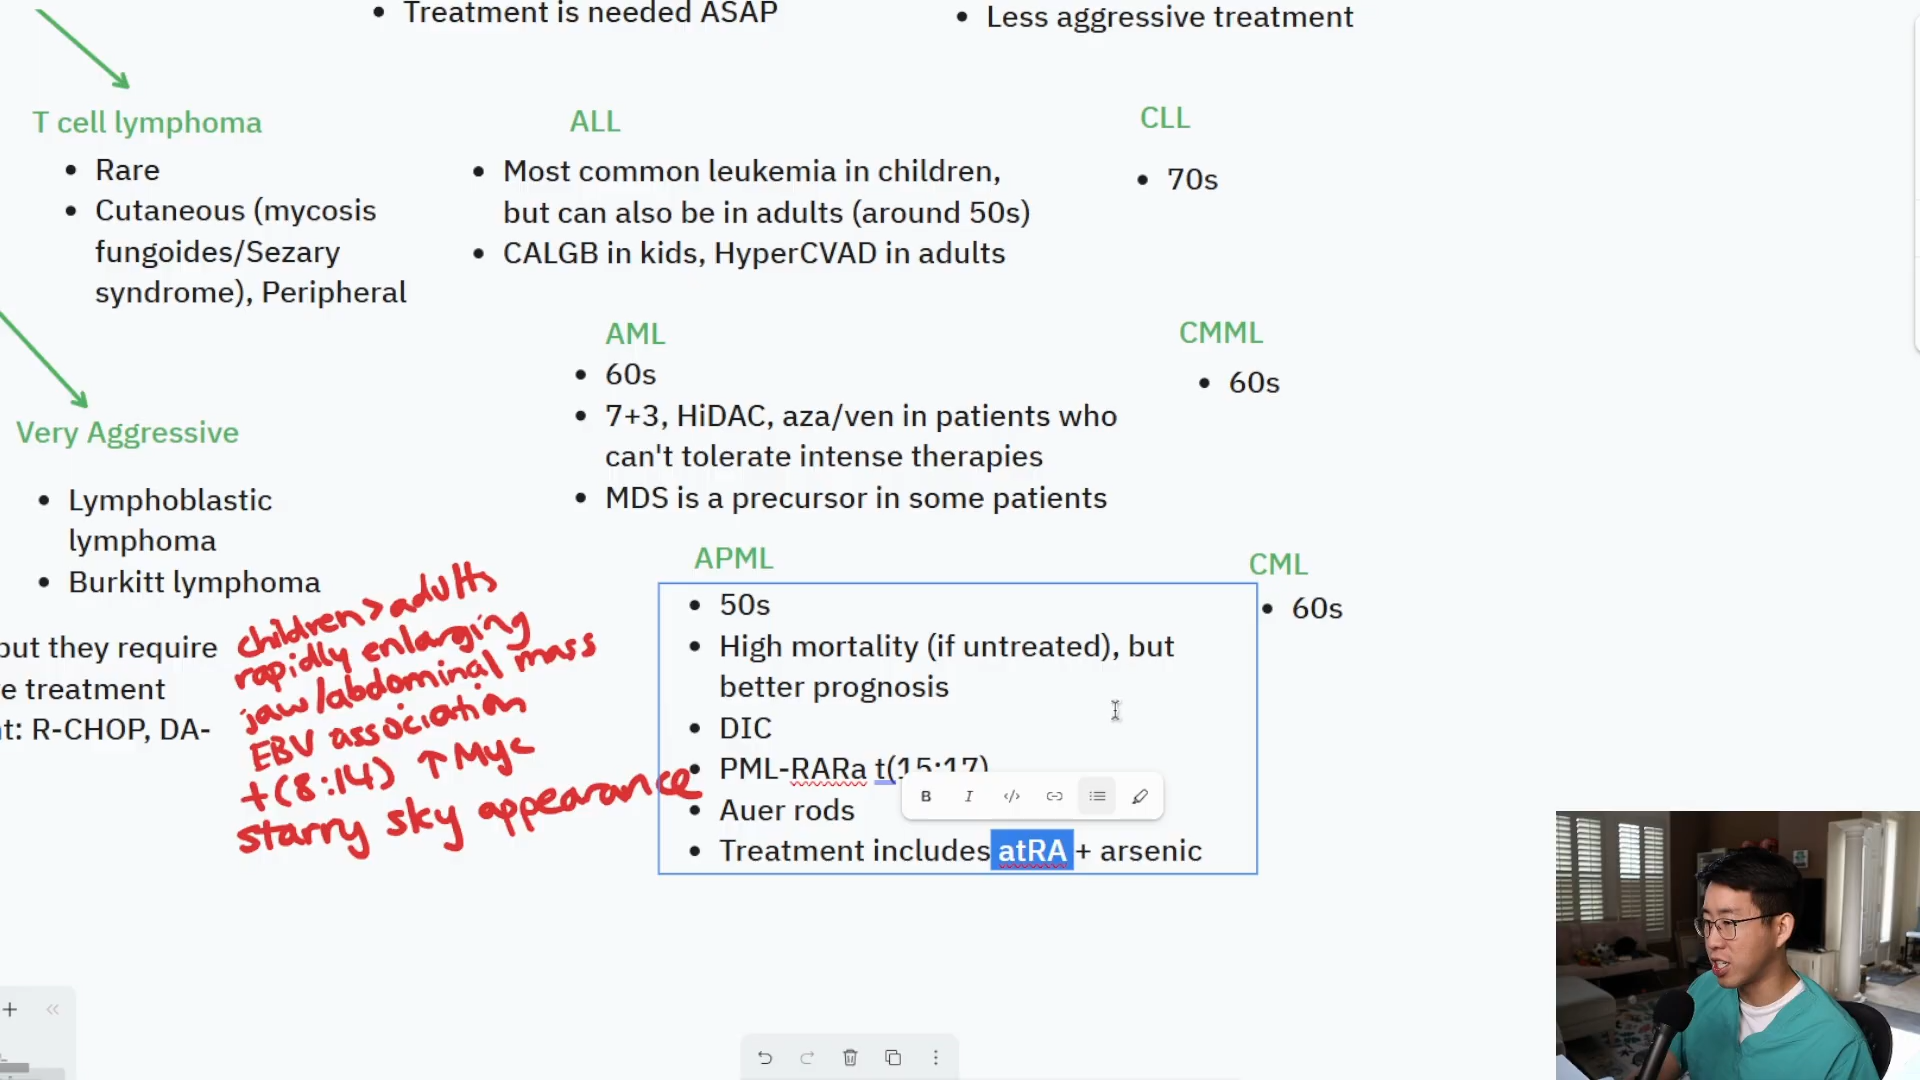 Treatment is needed ASAP
Less aggressive treatment
T cell lymphoma
Rare
Cutaneous (mycosis
fungoides/Sezary
syndrome), Peripheral
ALL
Most common leukemia in children,
but can also be in adults (around 50s)
CALGB in kids, HyperCVAD in adults
CLL
70s
AML
60s
7+3, HiDAC, aza/ven in patients who
can't tolerate intense therapies
MDS is a precursor in some patients
CMML
60s
Very Aggressive
Lymphoblastic
lymphoma
Burkitt lymphoma
but they require
e treatment
t: R-CHOP, DA-
children>adults
rapidly enlarging
jaw/abdominal mass
EBV association
t(8:14) ↑Myc
starry sky appearance
APML
50s
High mortality (if untreated), but
better prognosis
DIC
PML-RARa t(15:17)
Auer rods
Treatment includes atRA + arsenic
CML
60s
B I </>